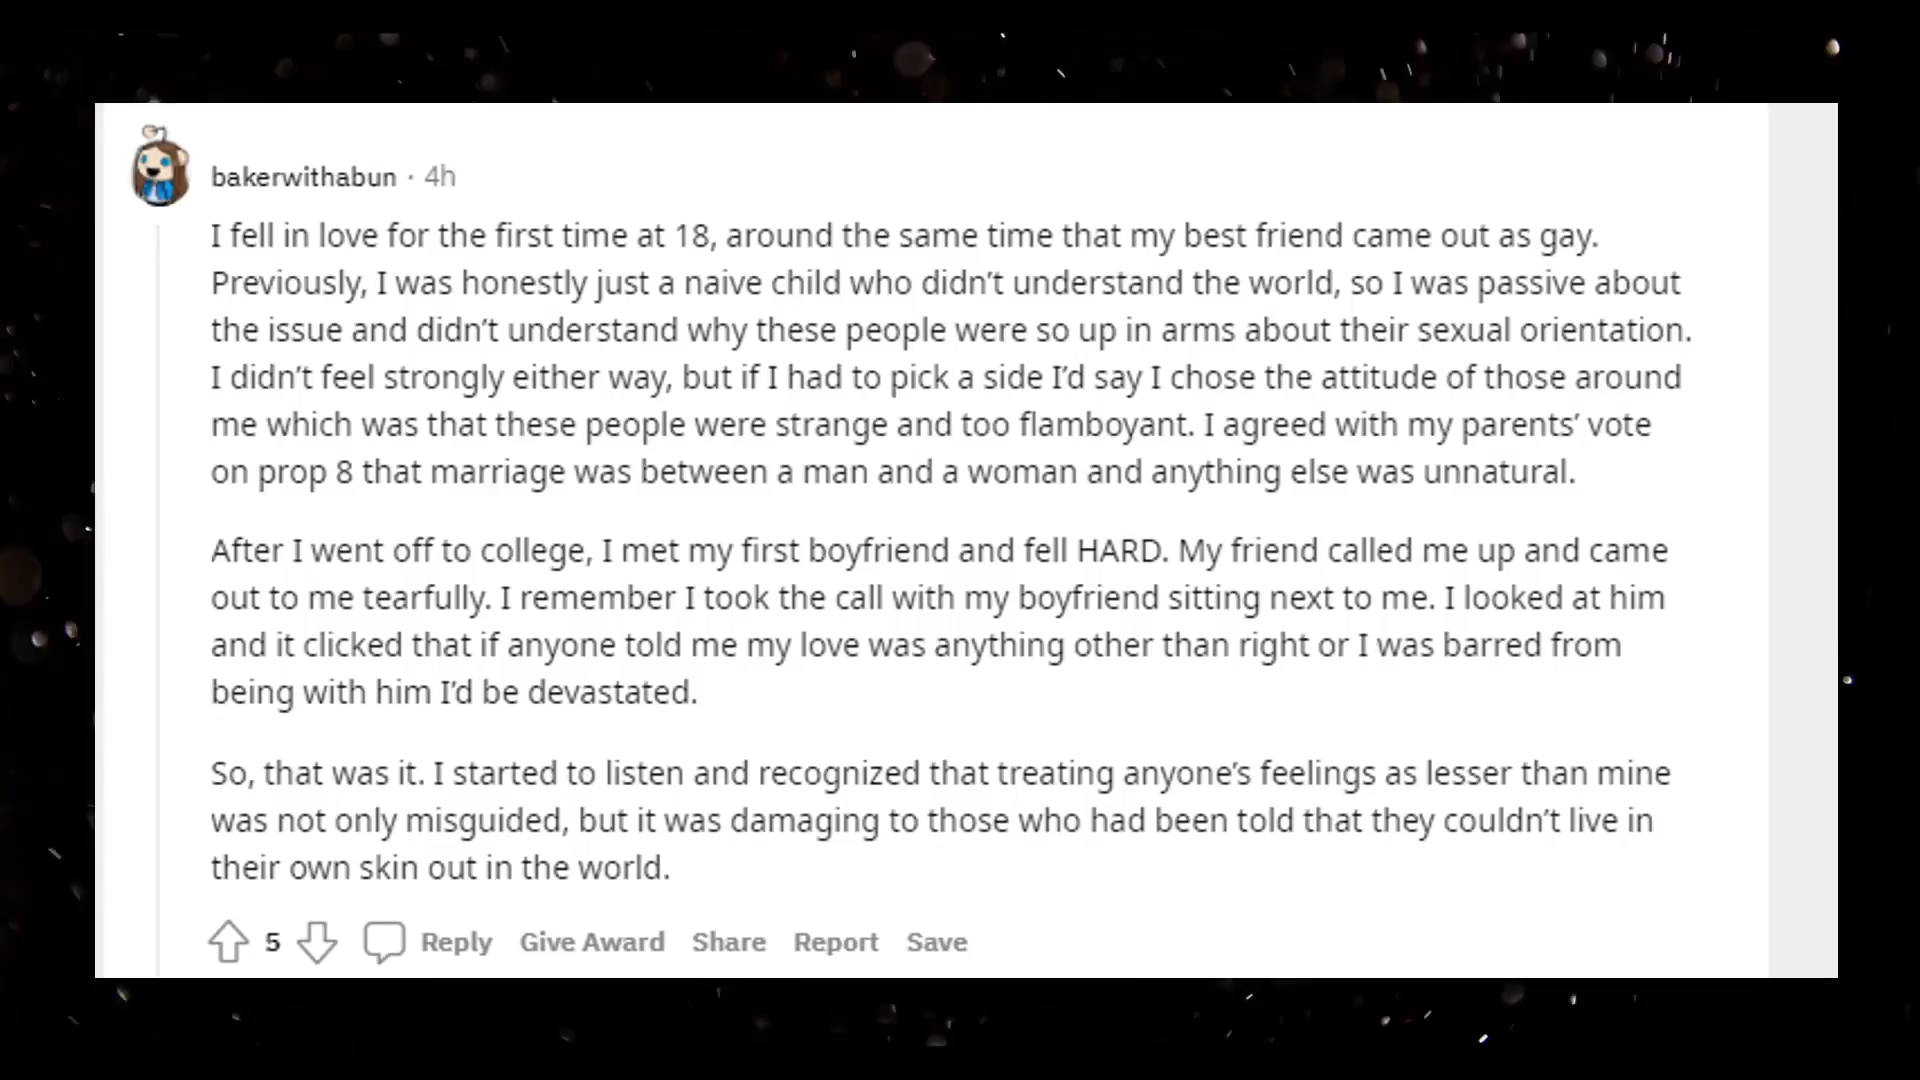 bakerwithabun · 4h
I fell in love for the first time at 18, around the same time that my best friend came out as gay.
Previously, I was honestly just a naive child who didn’t understand the world, so I was passive about
the issue and didn’t understand why these people were so up in arms about their sexual orientation.
I didn’t feel strongly either way, but if I had to pick a side I’d say I chose the attitude of those around
me which was that these people were strange and too flamboyant. I agreed with my parents’ vote
on prop 8 that marriage was between a man and a woman and anything else was unnatural.
After I went off to college, I met my first boyfriend and fell HARD. My friend called me up and came
out to me tearfully. I remember I took the call with my boyfriend sitting next to me. I looked at him
and it clicked that if anyone told me my love was anything other than right or I was barred from
being with him I’d be devastated.
So, that was it. I started to listen and recognized that treating anyone’s feelings as lesser than mine
was not only misguided, but it was damaging to those who had been told that they couldn’t live in
their own skin out in the world.
5 Reply Give Award Share Report Save